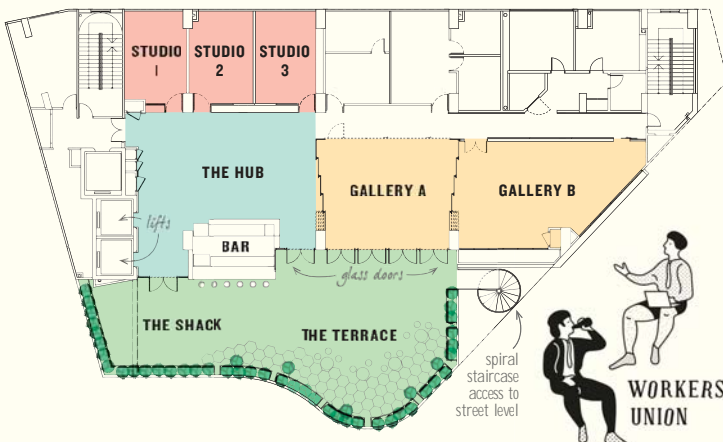 STUDIO
1
STUDIO
2
STUDIO
3
THE HUB
GALLERY A
GALLERY B
lifts
BAR
glass doors
THE SHACK
THE TERRACE
spiral
staircase
access to
street level
WORKERS
UNION